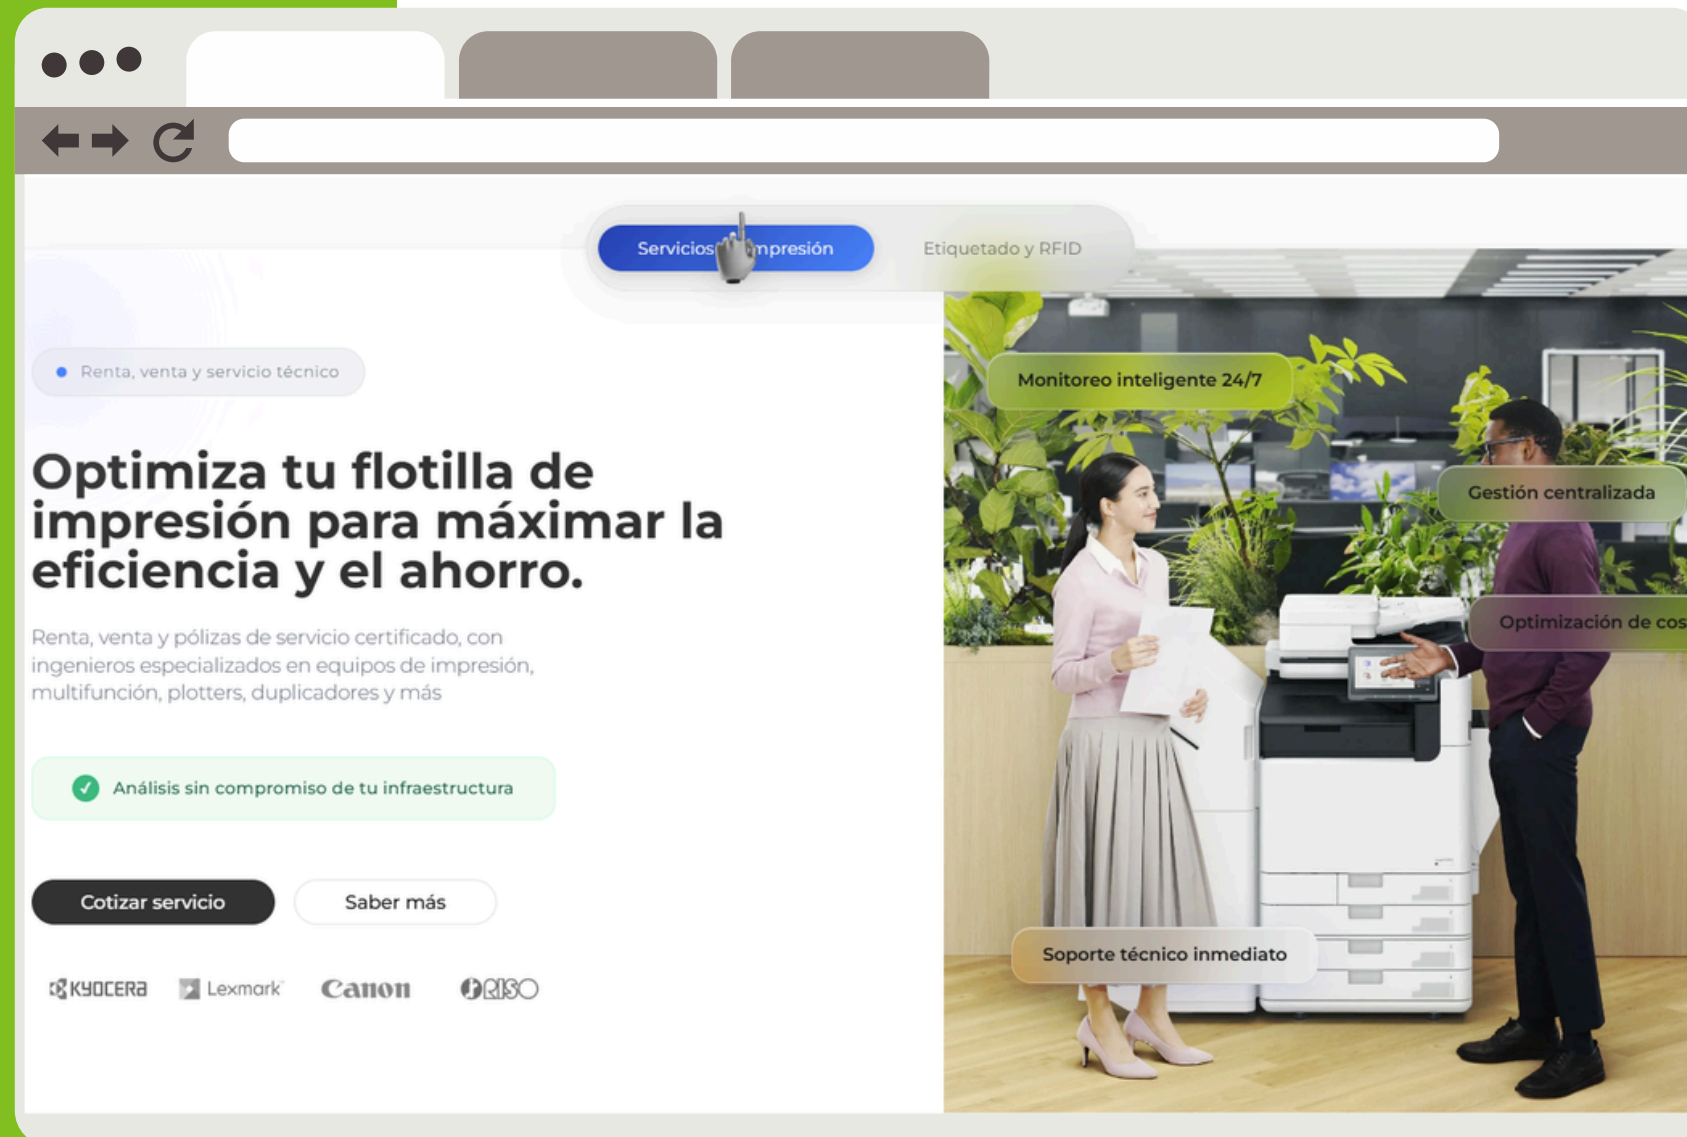 Servicios mpresión
Etiquetado y RFID
Renta, venta y servicio técnico
Optimiza tu flotilla de
impresión para máximar la
eficiencia y el ahorro.
Renta, venta y pólizas de servicio certificado, con
ingenieros especializados en equipos de impresión,
multifunción, plotters, duplicadores y más
Análisis sin compromiso de tu infraestructura
Cotizar servicio
Saber más
KYOCERA
Lexmark
Canon
RISO
Monitoreo inteligente 24/7
Gestión centralizada
Optimización de cos
Soporte técnico inmediato